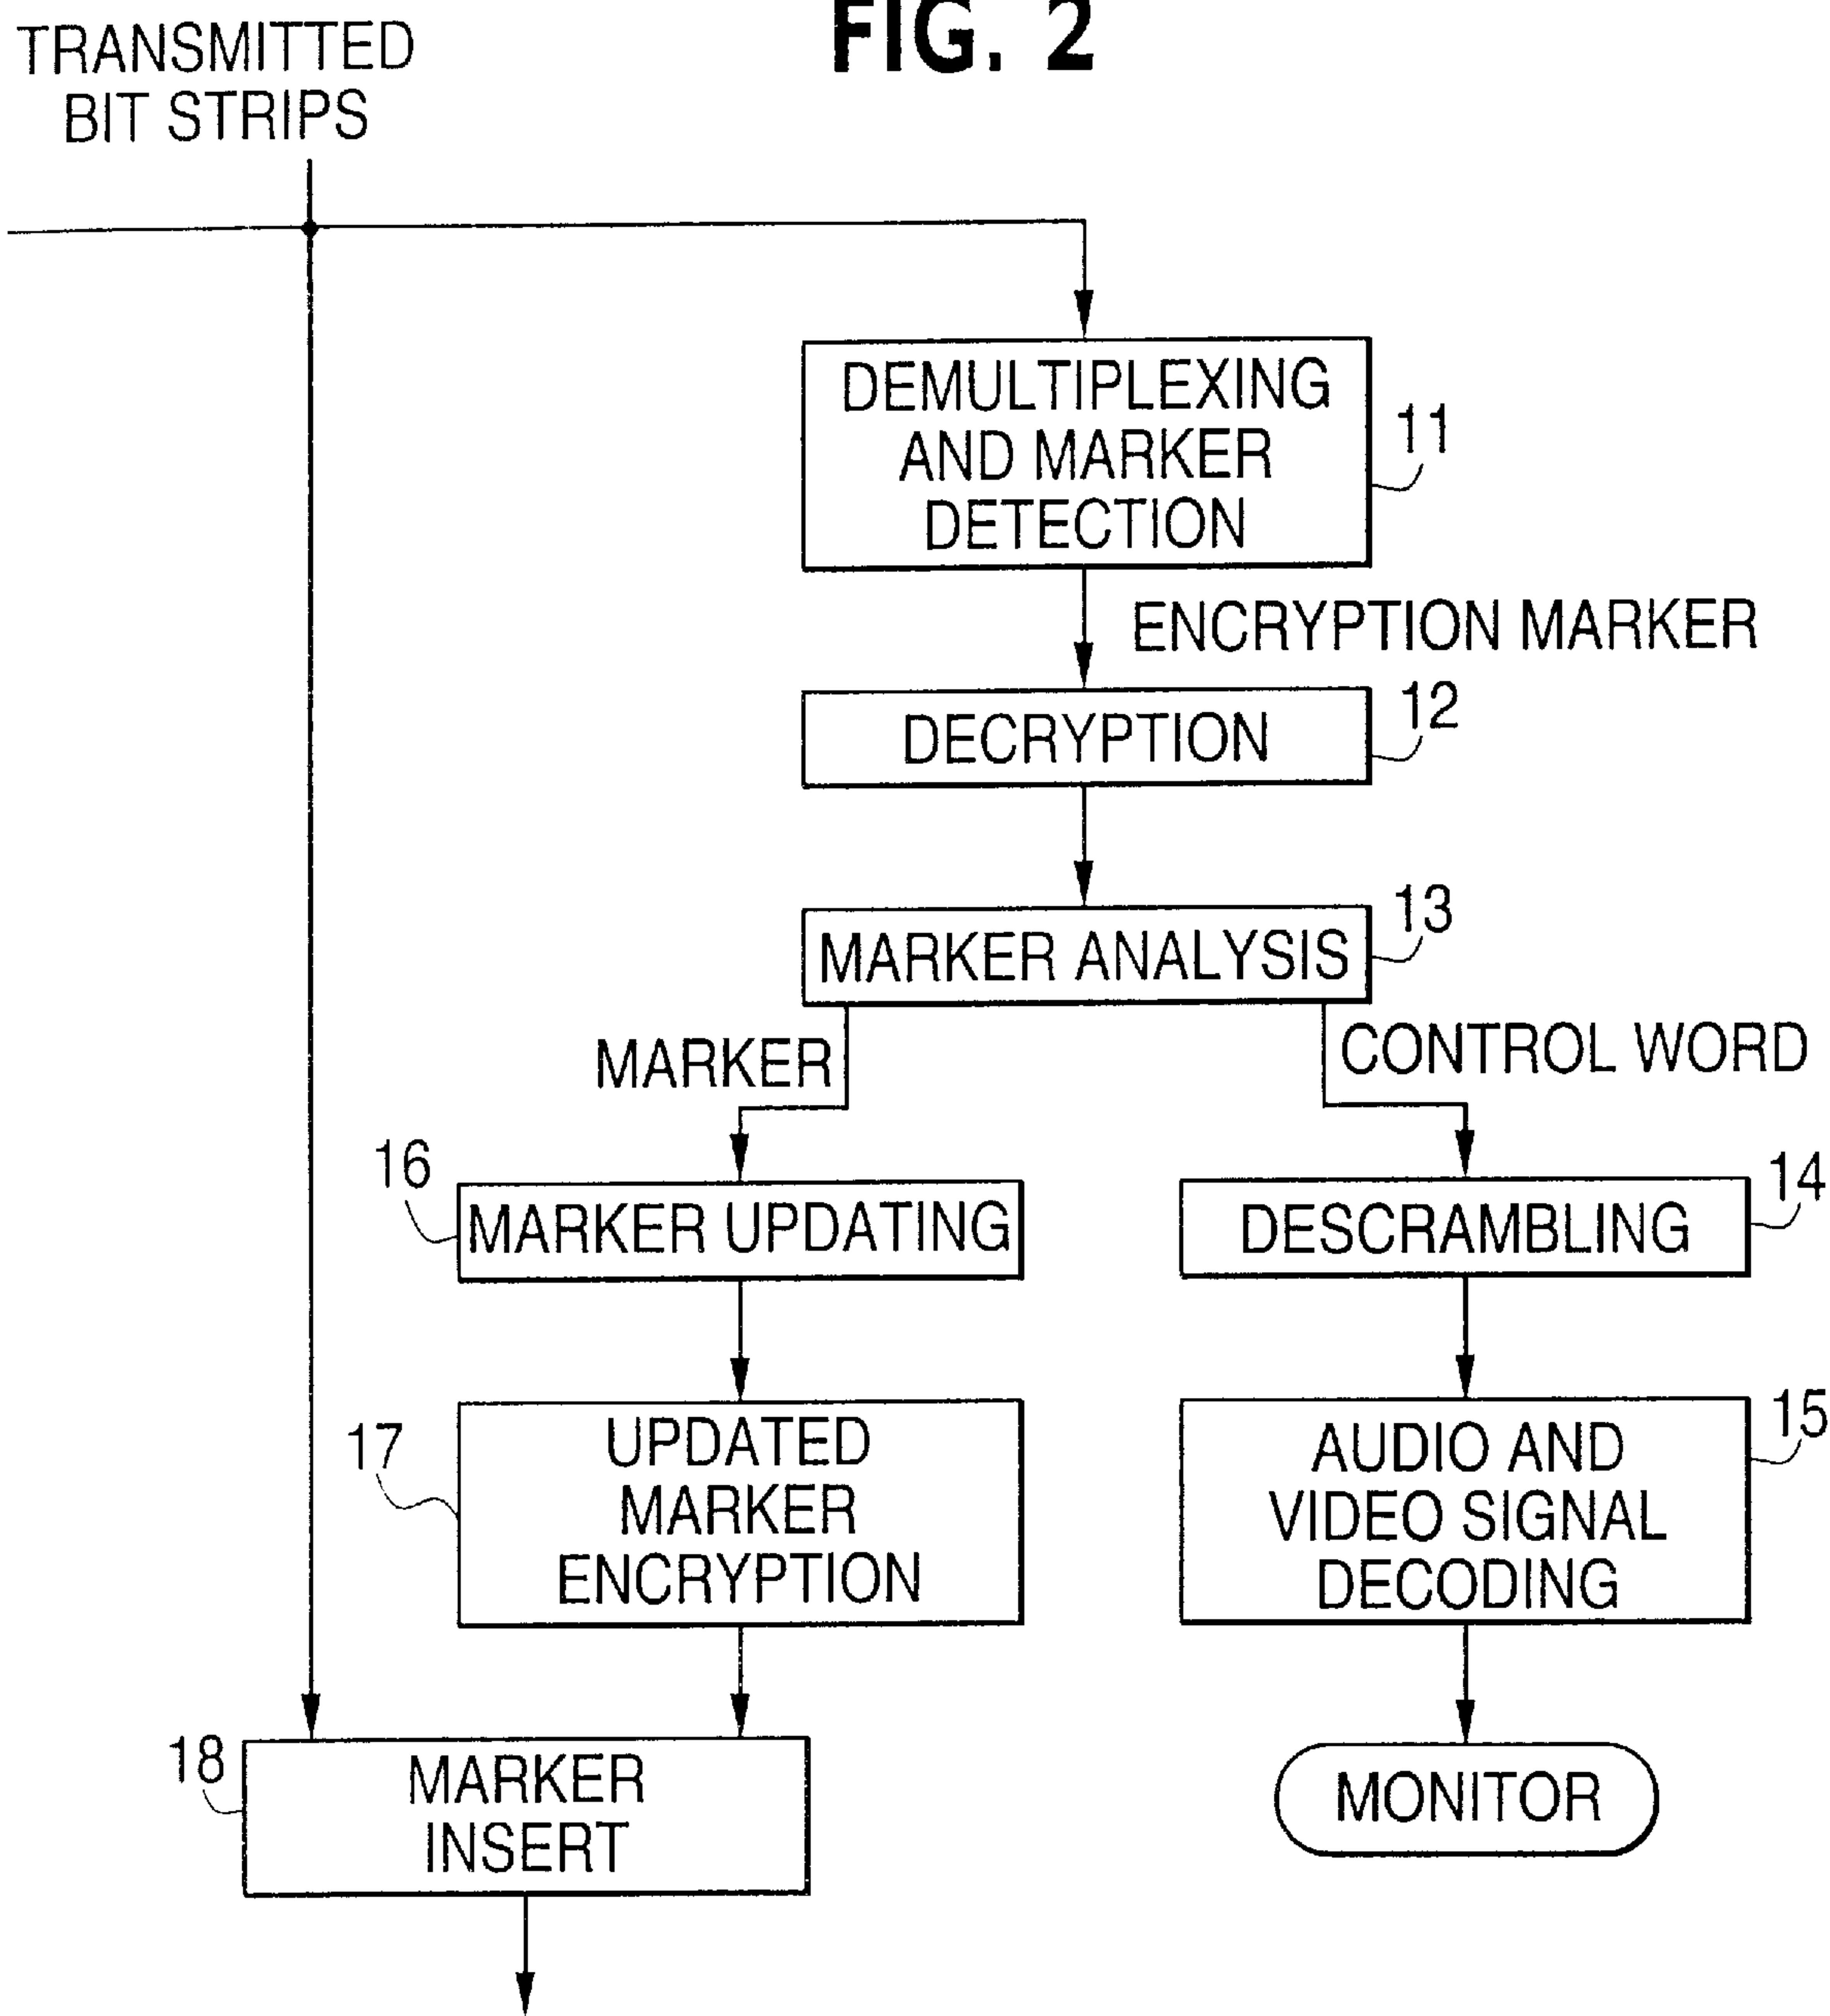 FIG. 2
TRANSMITTED
BIT STRIPS
DEMULTIPLEXING
AND MARKER
DETECTION
11
ENCRYPTION MARKER
DECRYPTION
12
MARKER ANALYSIS
13
MARKER
CONTROL WORD
16
MARKER UPDATING
DESCRAMBLING
14
17
UPDATED
MARKER
ENCRYPTION
AUDIO AND
VIDEO SIGNAL
DECODING
15
18
MARKER
INSERT
MONITOR